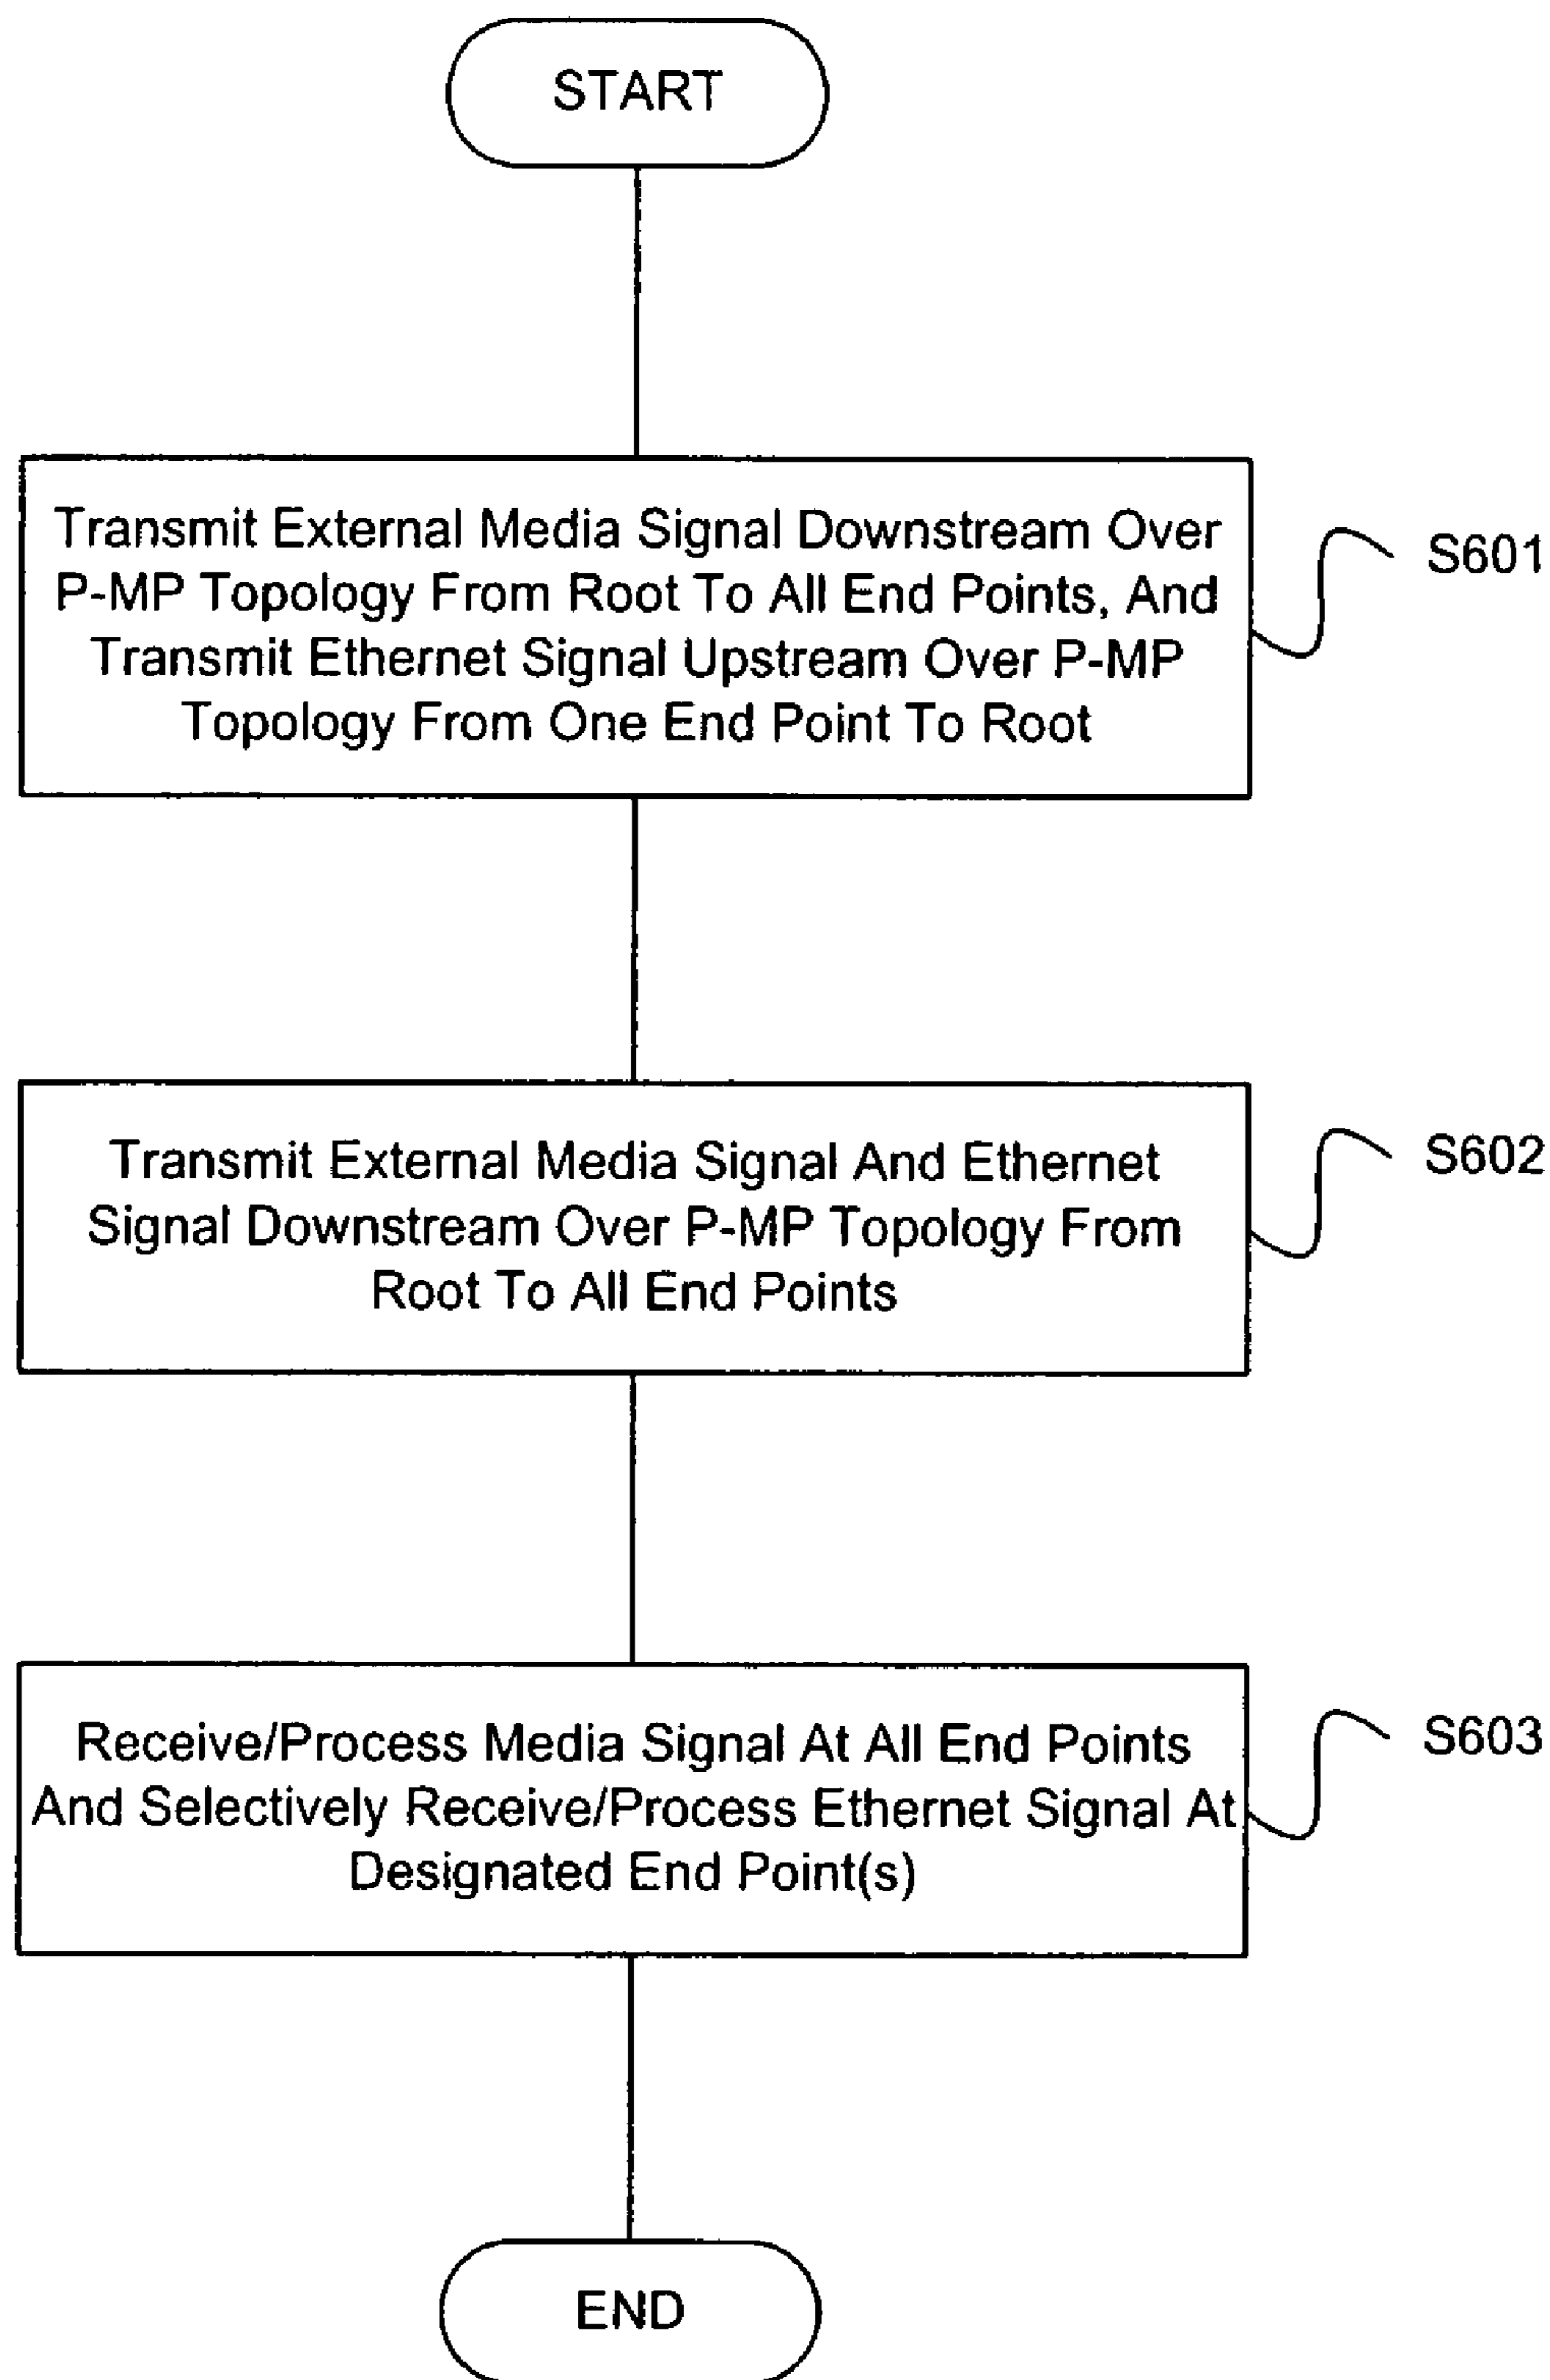 START
Transmit External Media Signal Downstream Over
P-MP Topology From Root To All End Points, And
Transmit Ethernet Signal Upstream Over P-MP
Topology From One End Point To Root
S601
Transmit External Media Signal And Ethernet
Signal Downstream Over P-MP Topology From
Root To All End Points
S602
Receive/Process Media Signal At All End Points
And Selectively Receive/Process Ethernet Signal At
Designated End Point(s)
S603
END